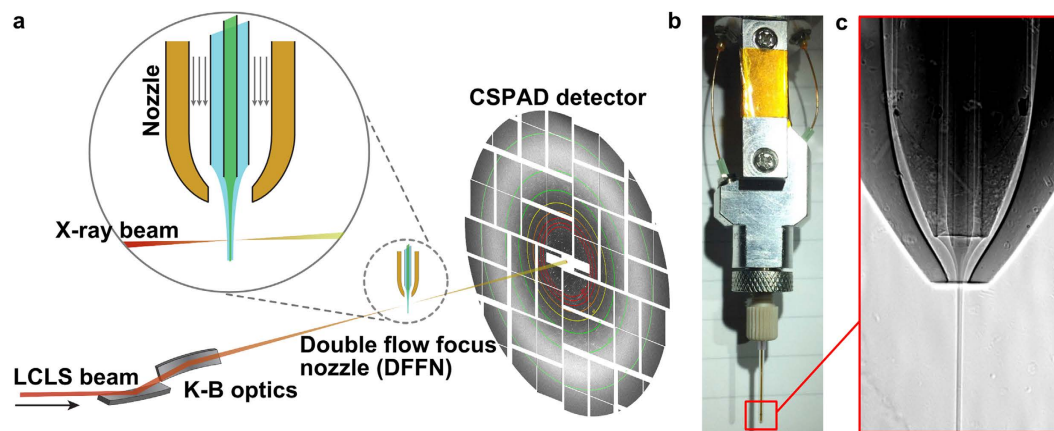 a
Nozzle
X-ray beam
CSPAD detector
LCLS beam
K-B optics
Double flow focus
nozzle (DFFN)
b
c